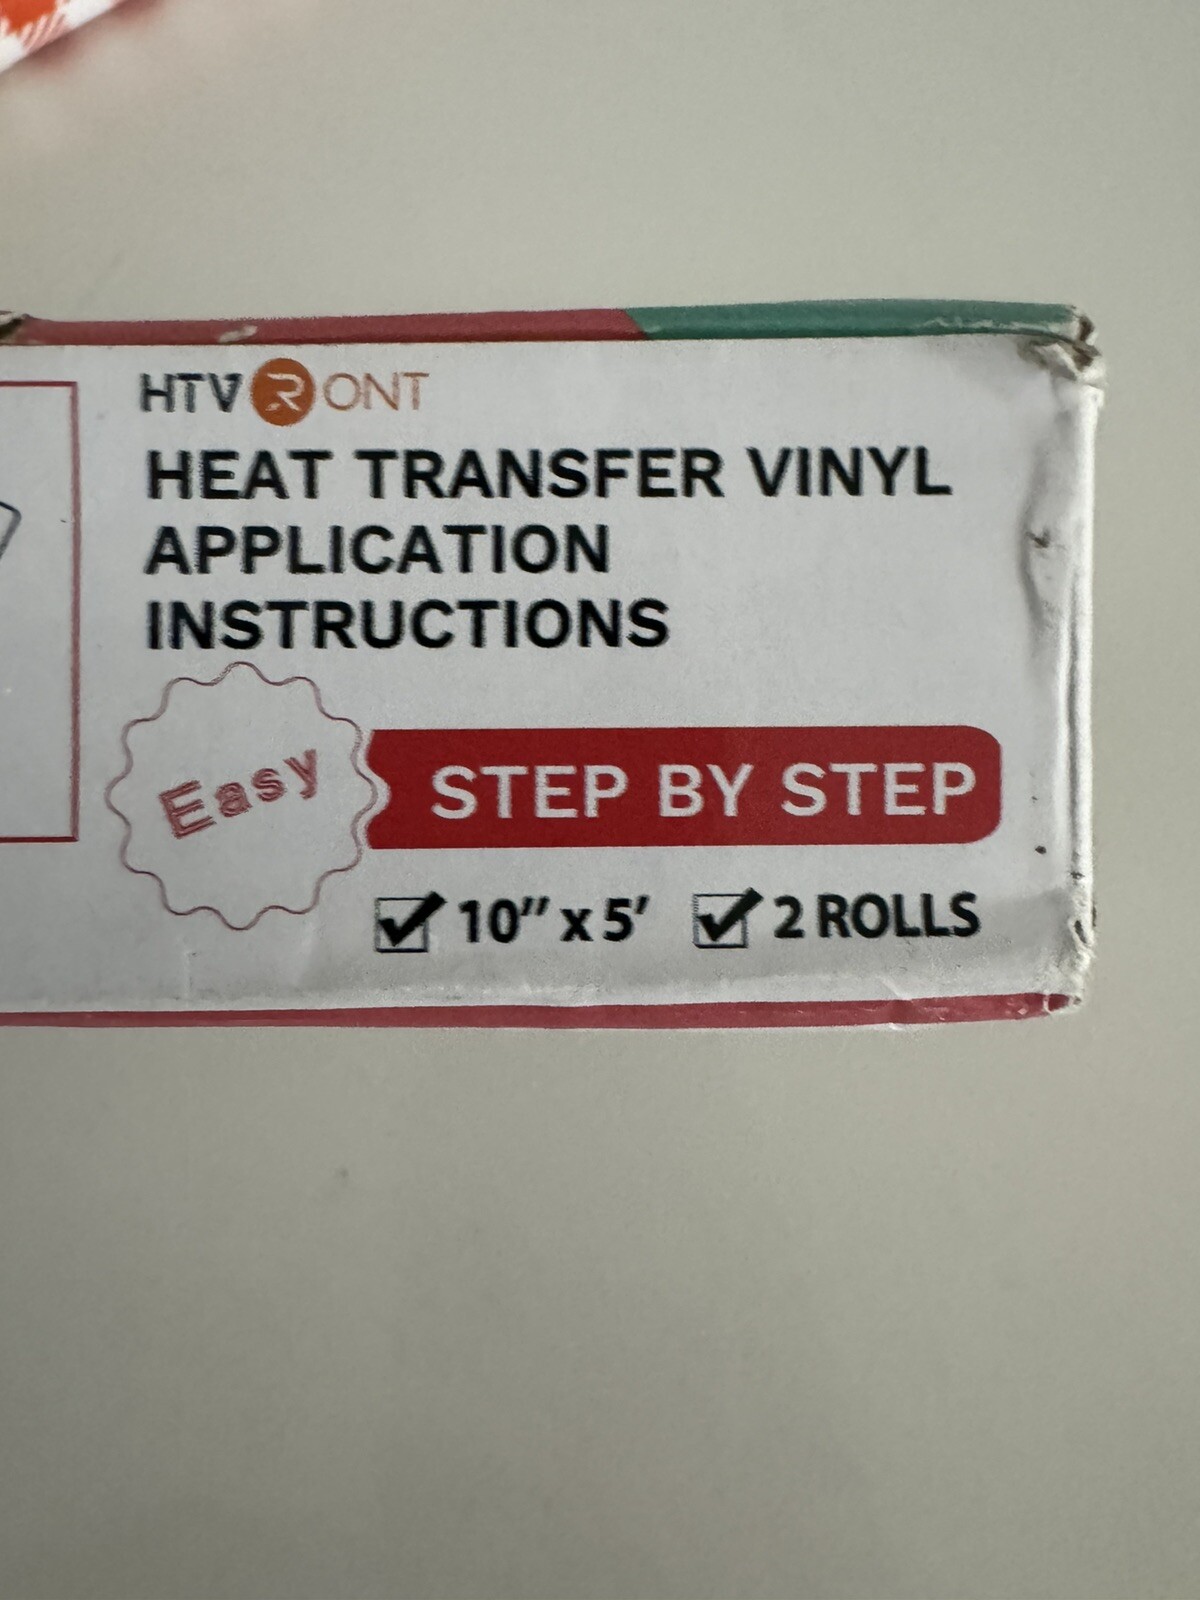 HTVRONT
HEAT TRANSFER VINYL
APPLICATION
INSTRUCTIONS
Easy
STEP BY STEP
10” x 5’ 2 ROLLS